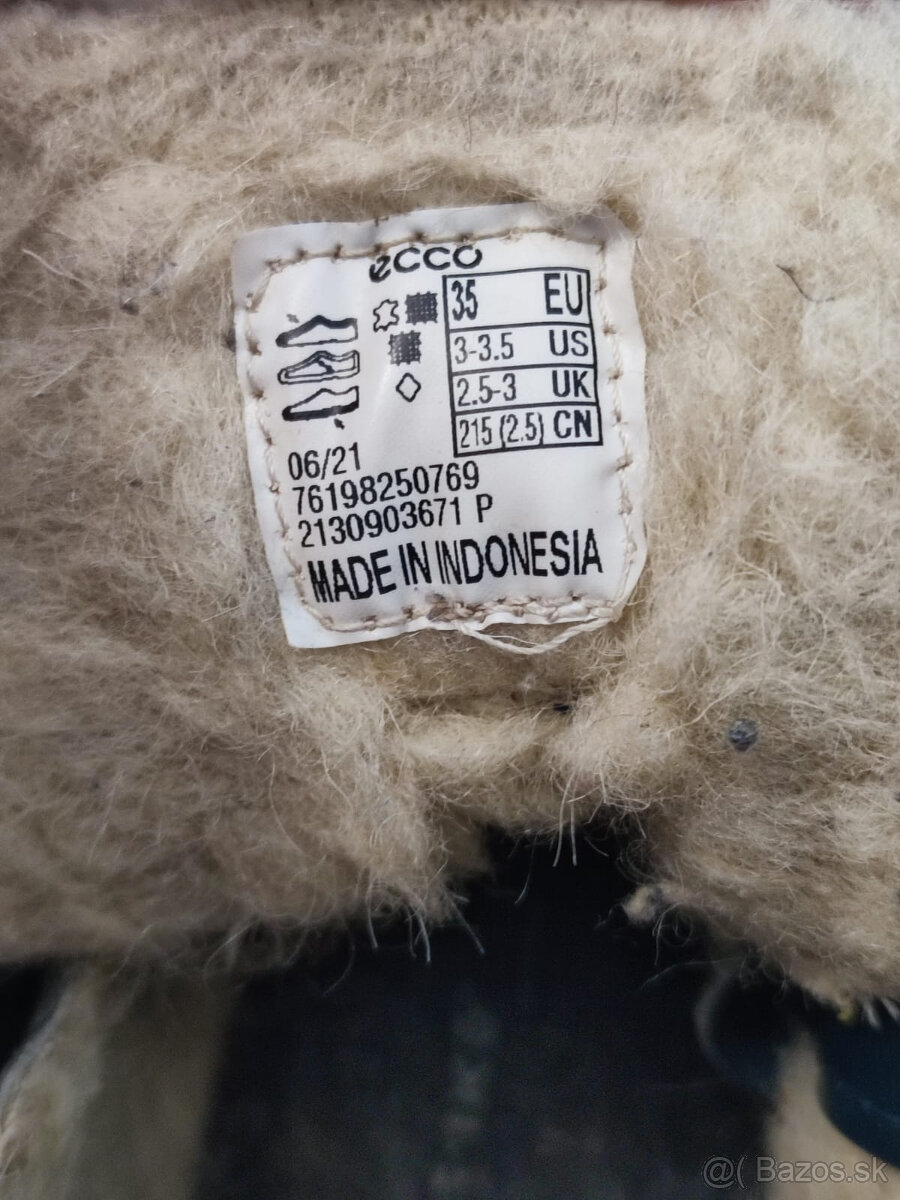 ecco
35 EU
3-3.5 US
2.5-3 UK
215 (2.5) CN
06/21
76198250769
2130903671 P
MADE IN INDONESIA
@( Bazos.sk